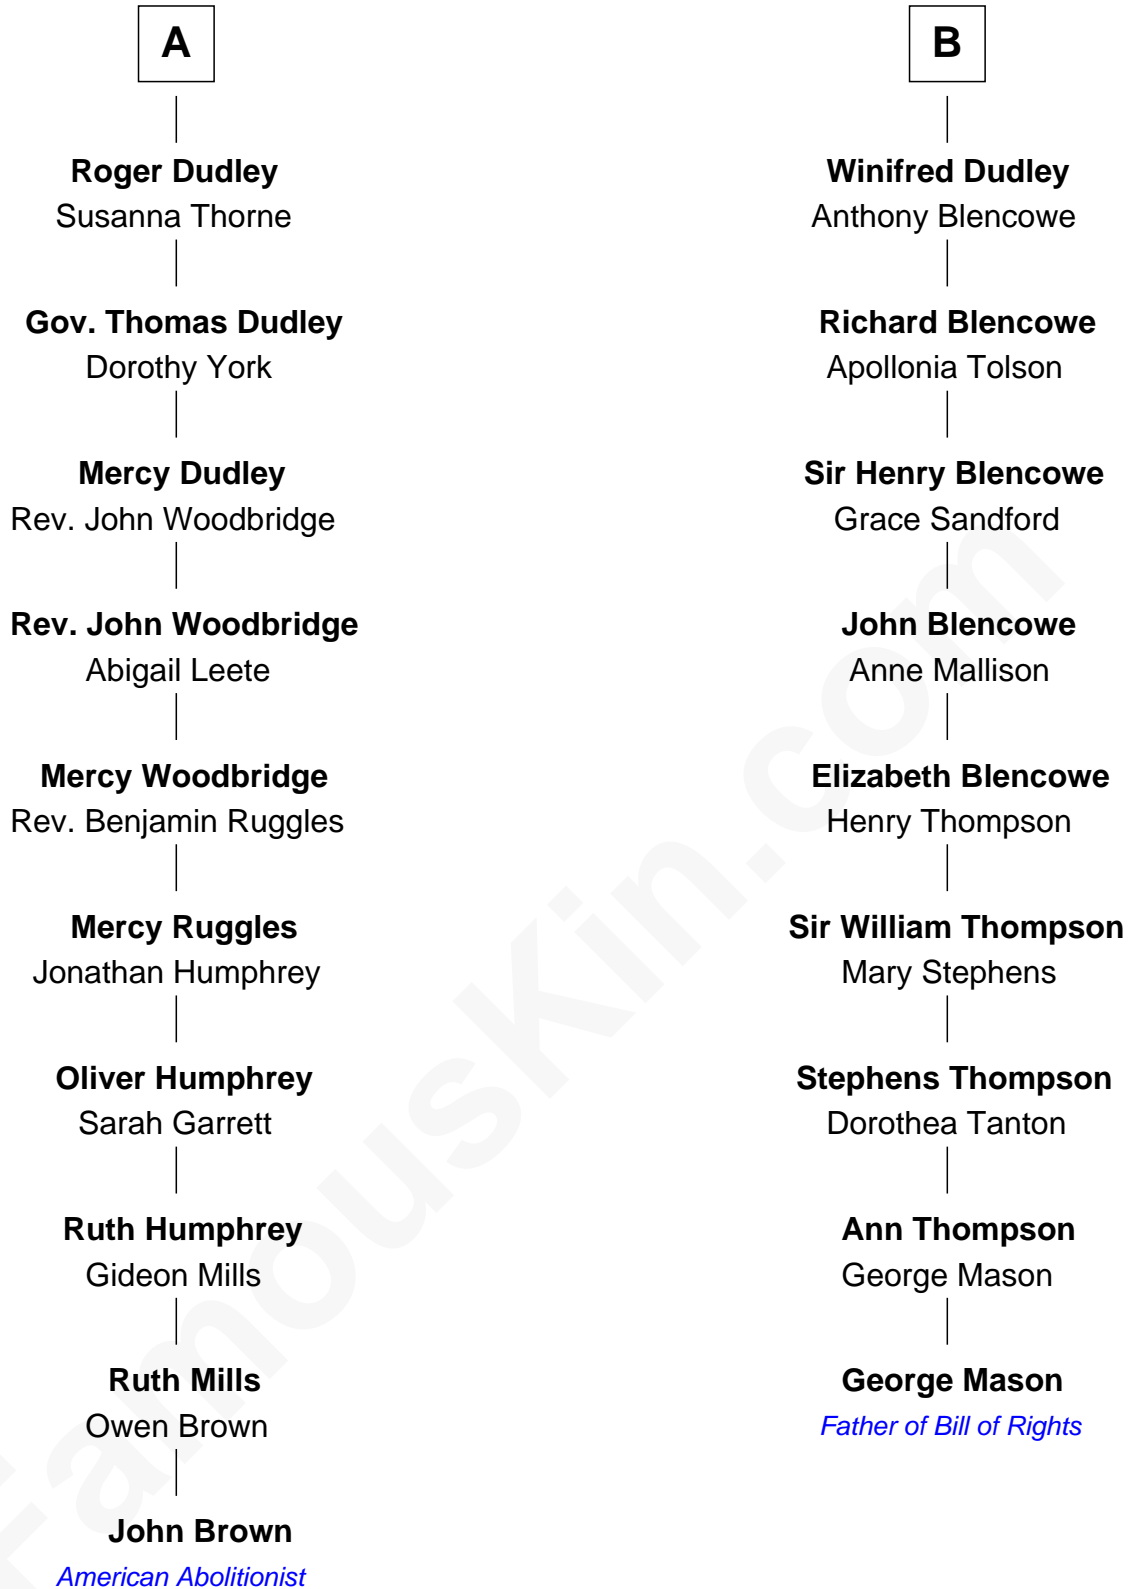 A
Roger Dudley
Susanna Thorne
Gov. Thomas Dudley
Dorothy York
Mercy Dudley
Rev. John Woodbridge
Rev. John Woodbridge
Abigail Leete
Mercy Woodbridge
Rev. Benjamin Ruggles
Mercy Ruggles
Jonathan Humphrey
Oliver Humphrey
Sarah Garrett
Ruth Humphrey
Gideon Mills
Ruth Mills
Owen Brown
John Brown
American Abolitionist
B
Winifred Dudley
Anthony Blencowe
Richard Blencowe
Apollonia Tolson
Sir Henry Blencowe
Grace Sandford
John Blencowe
Anne Mallison
Elizabeth Blencowe
Henry Thompson
Sir William Thompson
Mary Stephens
Stephens Thompson
Dorothea Tanton
Ann Thompson
George Mason
George Mason
Father of Bill of Rights
FamousKin.com